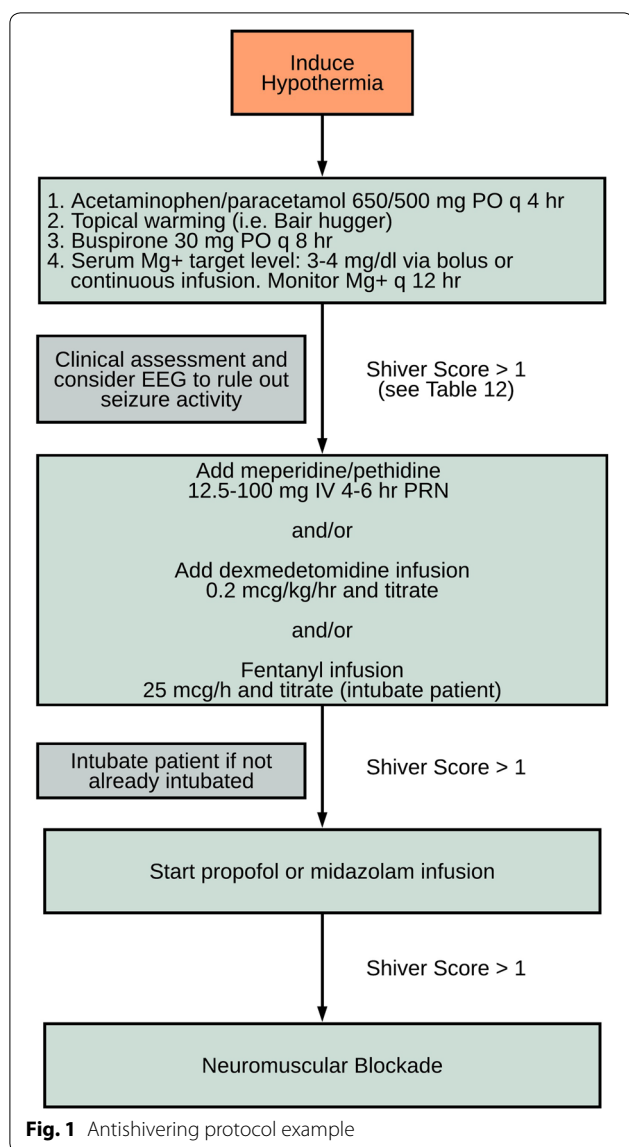 Induce
Hypothermia
1. Acetaminophen/paracetamol 650/500 mg PO q 4 hr
2. Topical warming (i.e. Bair hugger)
3. Buspirone 30 mg PO q 8 hr
4. Serum Mg+ target level: 3-4 mg/dl via bolus or
continuous infusion. Monitor Mg+ q 12 hr
Clinical assessment and
consider EEG to rule out
seizure activity
Shiver Score > 1
(see Table 12)
Add meperidine/pethidine
12.5-100 mg IV 4-6 hr PRN
and/or
Add dexmedetomidine infusion
0.2 mcg/kg/hr and titrate
and/or
Fentanyl infusion
25 mcg/h and titrate (intubate patient)
Intubate patient if not
already intubated
Shiver Score > 1
Start propofol or midazolam infusion
Shiver Score > 1
Neuromuscular Blockade
Fig. 1 Antishivering protocol example